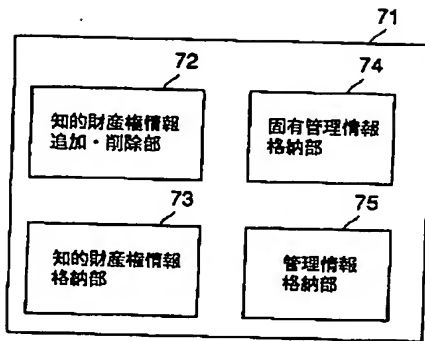 71
72
知的財産権情報
追加・削除部
74
固有管理情報
格納部
73
知的財産権情報
格納部
75
管理情報
格納部